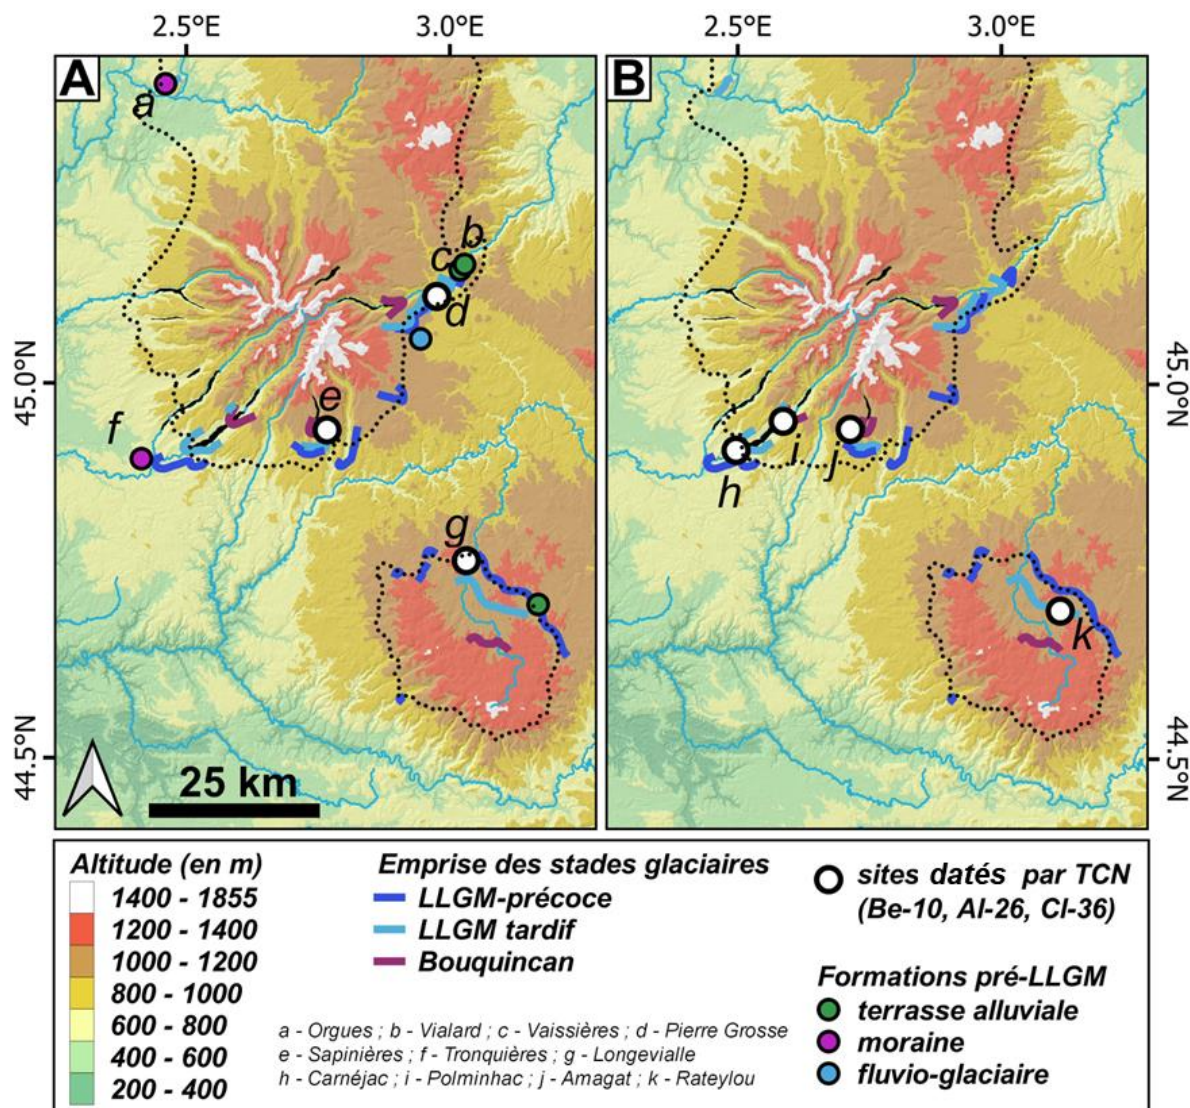 2.5°E 3.0°E 2.5°E 3.0°E
A
B
a
b
c
d
45.0°N
45.0°N
e
f
i
j
h
g
k
44.5°N
44.5°N
25 km
Altitude (en m)
1400 - 1855
1200 - 1400
1000 - 1200
800 - 1000
600 - 800
400 - 600
200 - 400
Emprise des stades glaciaires
LLGM-précoce
LLGM tardif
Bouquincan
a - Orgues ; b - Vialard ; c - Vaissières ; d - Pierre Grosse
e - Sapinières ; f - Tronquières ; g - Longevialle
h - Carnéjac ; i - Polminhac ; j - Amagat ; k - Rateylou
sites datés par TCN
(Be-10, Al-26, Cl-36)
Formations pré-LLGM
terrasse alluviale
moraine
fluvio-glaciaire